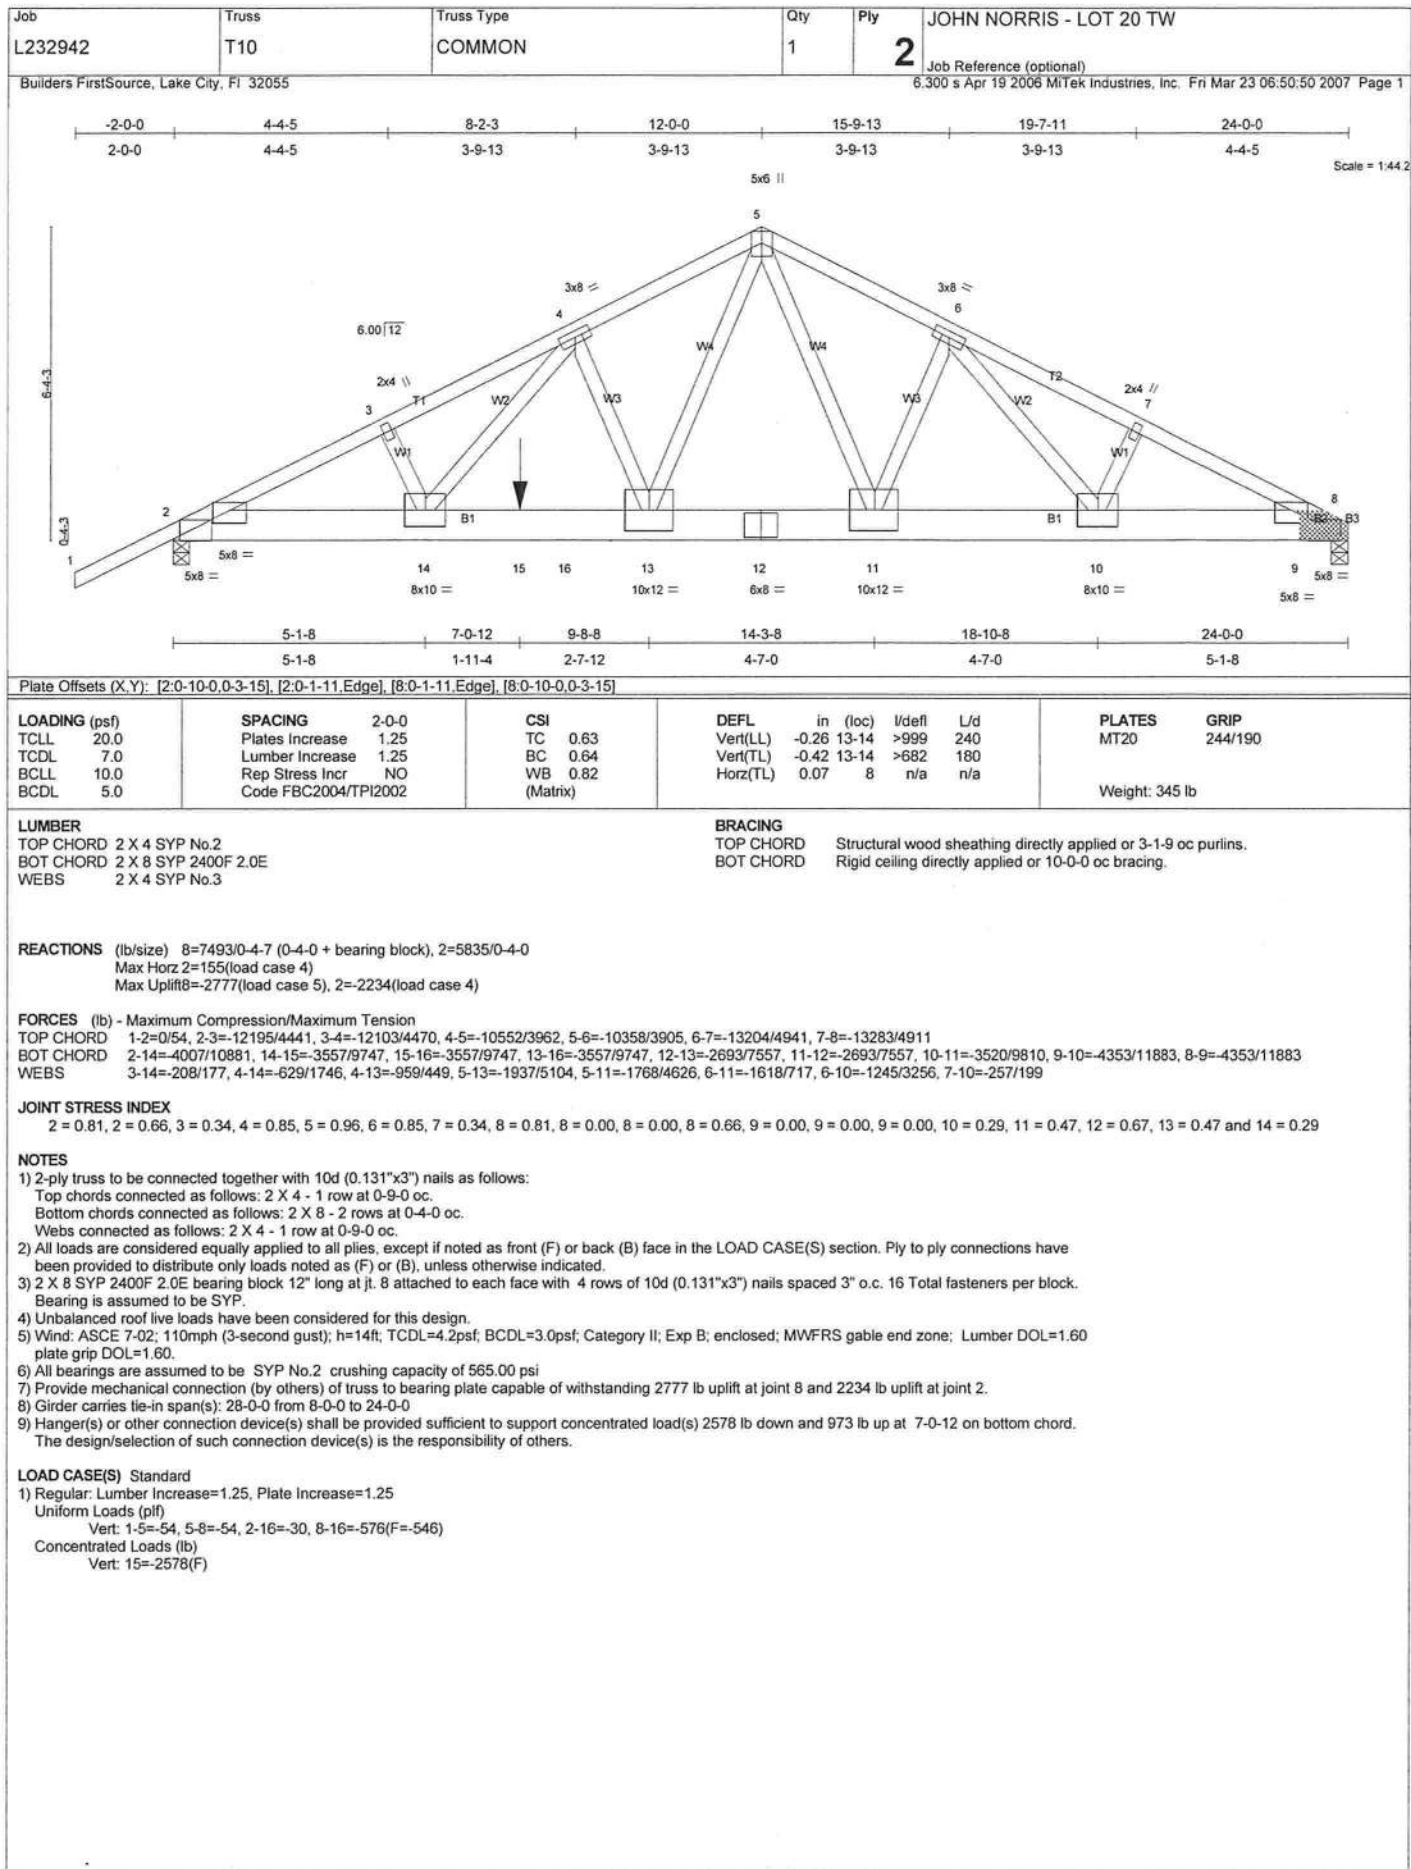 Job Truss Truss Type Qty Ply JOHN NORRIS - LOT 20 TW
L232942 T10 COMMON 1 2 Job Reference (optional)
Builders FirstSource, Lake City, Fl 32055 6.300 s Apr 19 2006 MiTek Industries, Inc. Fri Mar 23 06:50:50 2007 Page 1
-2-0-0 4-4-5 8-2-3 12-0-0 15-9-13 19-7-11 24-0-0
2-0-0 4-4-5 3-9-13 3-9-13 3-9-13 3-9-13 4-4-5
Scale = 1:44.2
5x6 ||
5
3x8 = 3x8 =
4 6
6.00 12
W4 W4
6-4-3
2x4 \\ T2 2x4 //
3 T1 W2 W3 W3 W2 7
W1 W1
2 8
B1 B1 B2 B3
0-4-3
1
5x8 = 5x8 = 14 15 16 13 12 11 10 9 5x8 =
8x10 = 10x12 = 6x8 = 10x12 = 8x10 = 5x8 =
5-1-8 7-0-12 9-8-8 14-3-8 18-10-8 24-0-0
5-1-8 1-11-4 2-7-12 4-7-0 4-7-0 5-1-8
Plate Offsets (X,Y): [2:0-10-0,0-3-15], [2:0-1-11,Edge], [8:0-1-11,Edge], [8:0-10-0,0-3-15]
LOADING (psf) SPACING 2-0-0 CSI DEFL in (loc) l/defl L/d PLATES GRIP
TCLL 20.0 Plates Increase 1.25 TC 0.63 Vert(LL) -0.26 13-14 >999 240 MT20 244/190
TCDL 7.0 Lumber Increase 1.25 BC 0.64 Vert(TL) -0.42 13-14 >682 180
BCLL 10.0 Rep Stress Incr NO WB 0.82 Horz(TL) 0.07 8 n/a n/a
BCDL 5.0 Code FBC2004/TPI2002 (Matrix) Weight: 345 lb
LUMBER BRACING
TOP CHORD 2 X 4 SYP No.2 TOP CHORD Structural wood sheathing directly applied or 3-1-9 oc purlins.
BOT CHORD 2 X 8 SYP 2400F 2.0E BOT CHORD Rigid ceiling directly applied or 10-0-0 oc bracing.
WEBS 2 X 4 SYP No.3
REACTIONS (lb/size) 8=7493/0-4-7 (0-4-0 + bearing block), 2=5835/0-4-0
Max Horz 2=155(load case 4)
Max Uplift8=-2777(load case 5), 2=-2234(load case 4)
FORCES (lb) - Maximum Compression/Maximum Tension
TOP CHORD 1-2=0/54, 2-3=-12195/4441, 3-4=-12103/4470, 4-5=-10552/3962, 5-6=-10358/3905, 6-7=-13204/4941, 7-8=-13283/4911
BOT CHORD 2-14=-4007/10881, 14-15=-3557/9747, 15-16=-3557/9747, 13-16=-3557/9747, 12-13=-2693/7557, 11-12=-2693/7557, 10-11=-3520/9810, 9-10=-4353/11883, 8-9=-4353/11883
WEBS 3-14=-208/177, 4-14=-629/1746, 4-13=-959/449, 5-13=-1937/5104, 5-11=-1768/4626, 6-11=-1618/717, 6-10=-1245/3256, 7-10=-257/199
JOINT STRESS INDEX
2 = 0.81, 2 = 0.66, 3 = 0.34, 4 = 0.85, 5 = 0.96, 6 = 0.85, 7 = 0.34, 8 = 0.81, 8 = 0.00, 8 = 0.00, 8 = 0.66, 9 = 0.00, 9 = 0.00, 9 = 0.00, 10 = 0.29, 11 = 0.47, 12 = 0.67, 13 = 0.47 and 14 = 0.29
NOTES
1) 2-ply truss to be connected together with 10d (0.131"x3") nails as follows:
Top chords connected as follows: 2 X 4 - 1 row at 0-9-0 oc.
Bottom chords connected as follows: 2 X 8 - 2 rows at 0-4-0 oc.
Webs connected as follows: 2 X 4 - 1 row at 0-9-0 oc.
2) All loads are considered equally applied to all plies, except if noted as front (F) or back (B) face in the LOAD CASE(S) section. Ply to ply connections have
been provided to distribute only loads noted as (F) or (B), unless otherwise indicated.
3) 2 X 8 SYP 2400F 2.0E bearing block 12" long at jt. 8 attached to each face with 4 rows of 10d (0.131"x3") nails spaced 3" o.c. 16 Total fasteners per block.
Bearing is assumed to be SYP.
4) Unbalanced roof live loads have been considered for this design.
5) Wind: ASCE 7-02; 110mph (3-second gust); h=14ft; TCDL=4.2psf; BCDL=3.0psf; Category II; Exp B; enclosed; MWFRS gable end zone; Lumber DOL=1.60
plate grip DOL=1.60.
6) All bearings are assumed to be SYP No.2 crushing capacity of 565.00 psi
7) Provide mechanical connection (by others) of truss to bearing plate capable of withstanding 2777 lb uplift at joint 8 and 2234 lb uplift at joint 2.
8) Girder carries tie-in span(s): 28-0-0 from 8-0-0 to 24-0-0
9) Hanger(s) or other connection device(s) shall be provided sufficient to support concentrated load(s) 2578 lb down and 973 lb up at 7-0-12 on bottom chord.
The design/selection of such connection device(s) is the responsibility of others.
LOAD CASE(S) Standard
1) Regular: Lumber Increase=1.25, Plate Increase=1.25
Uniform Loads (plf)
Vert: 1-5=-54, 5-8=-54, 2-16=-30, 8-16=-576(F=-546)
Concentrated Loads (lb)
Vert: 15=-2578(F)